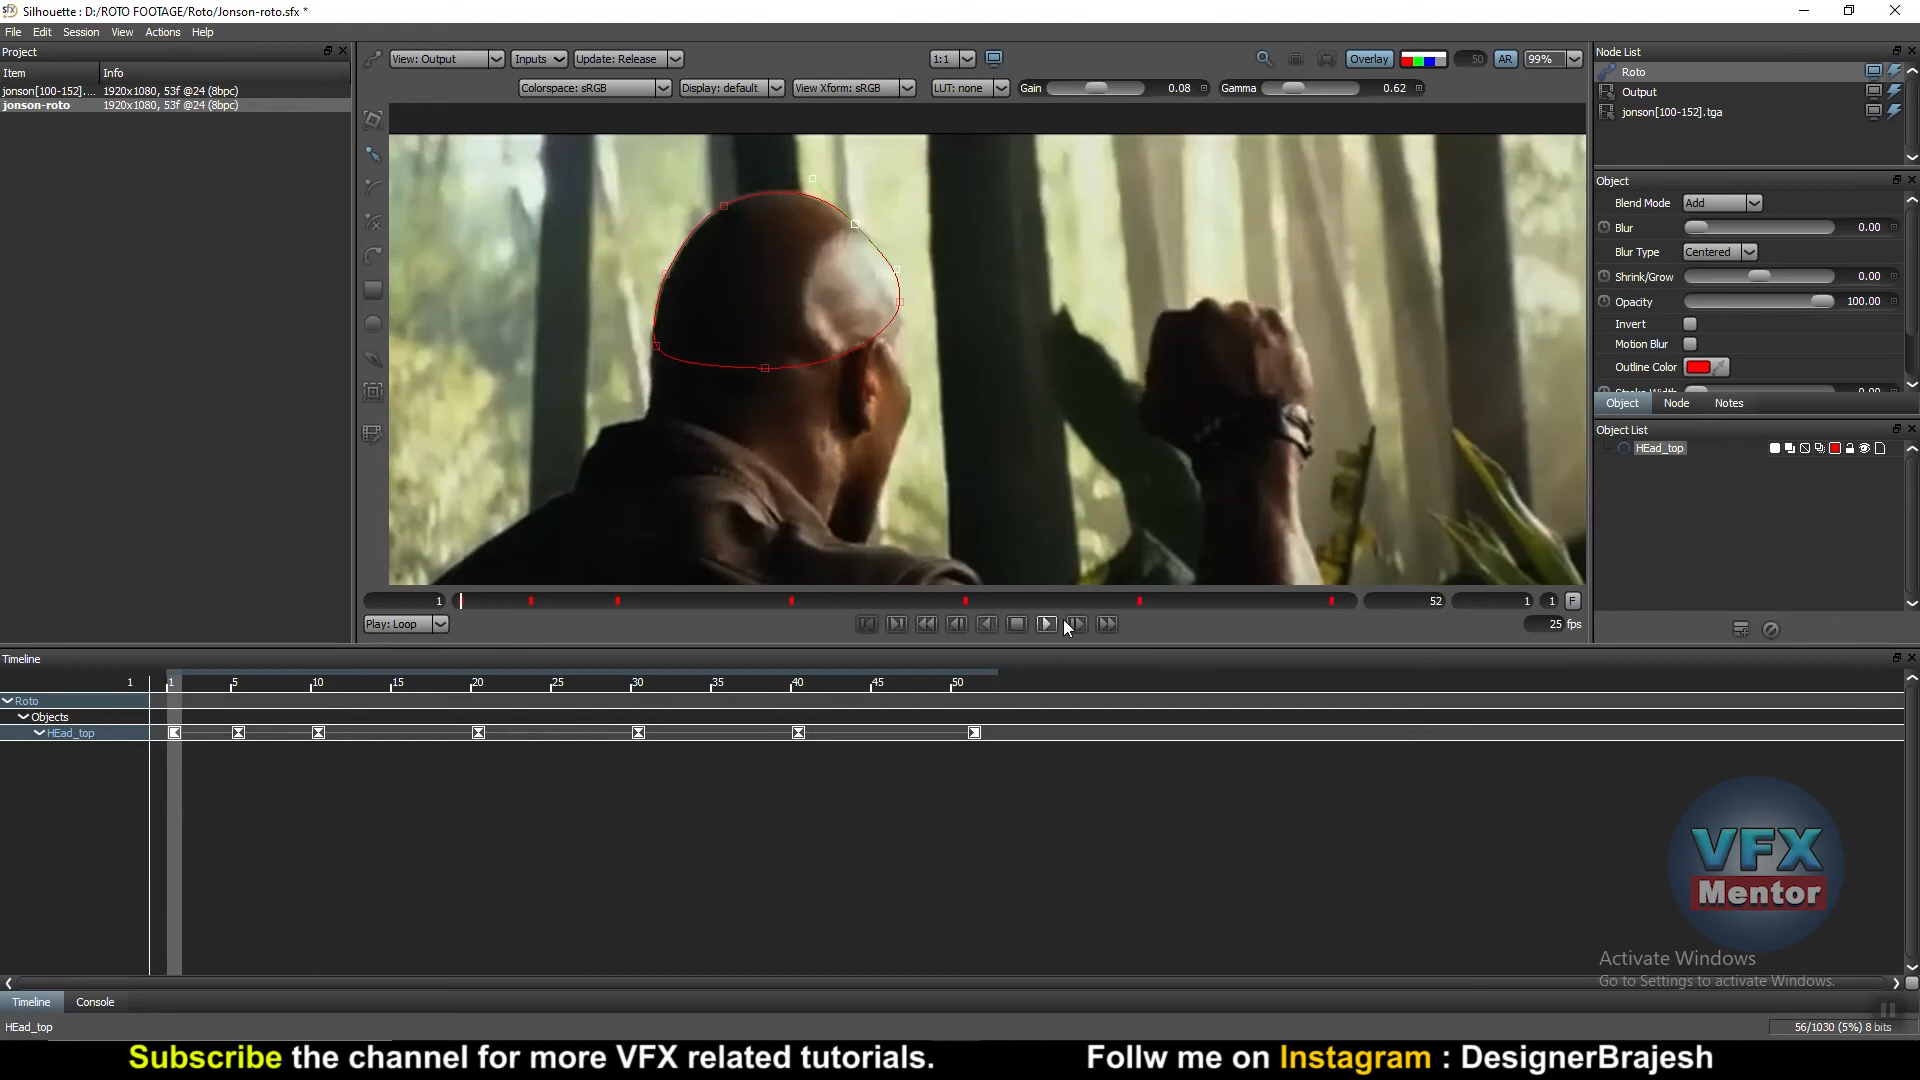 Silhouette : D:/ROTO FOOTAGE/Roto/Jonson-roto.sfx *
File Edit Session View Actions Help
Project
Item Info
jonson[100-152].... 1920x1080, 53f @24 (8bpc)
jonson-roto 1920x1080, 53f @24 (8bpc)
View: Output Inputs Update: Release 1:1 Overlay 50 AR 99%
Colorspace: sRGB Display: default View Xform: sRGB LUT: none Gain 0.08 Gamma 0.62
Node List
Roto
Output
jonson[100-152].tga
Object
Blend Mode Add
Blur 0.00
Blur Type Centered
Shrink/Grow 0.00
Opacity 100.00
Invert
Motion Blur
Outline Color
Object Node Notes
Object List
HEad_top
1 52 1 1 F
Play: Loop 25 fps
Timeline
1 1 5 10 15 20 25 30 35 40 45 50
Roto
Objects
HEad_top
VFX
Mentor
Activate Windows
Go to Settings to activate Windows.
Timeline Console
HEad_top 56/1030 (5%) 8 bits
Subscribe the channel for more VFX related tutorials. Follw me on Instagram : DesignerBrajesh